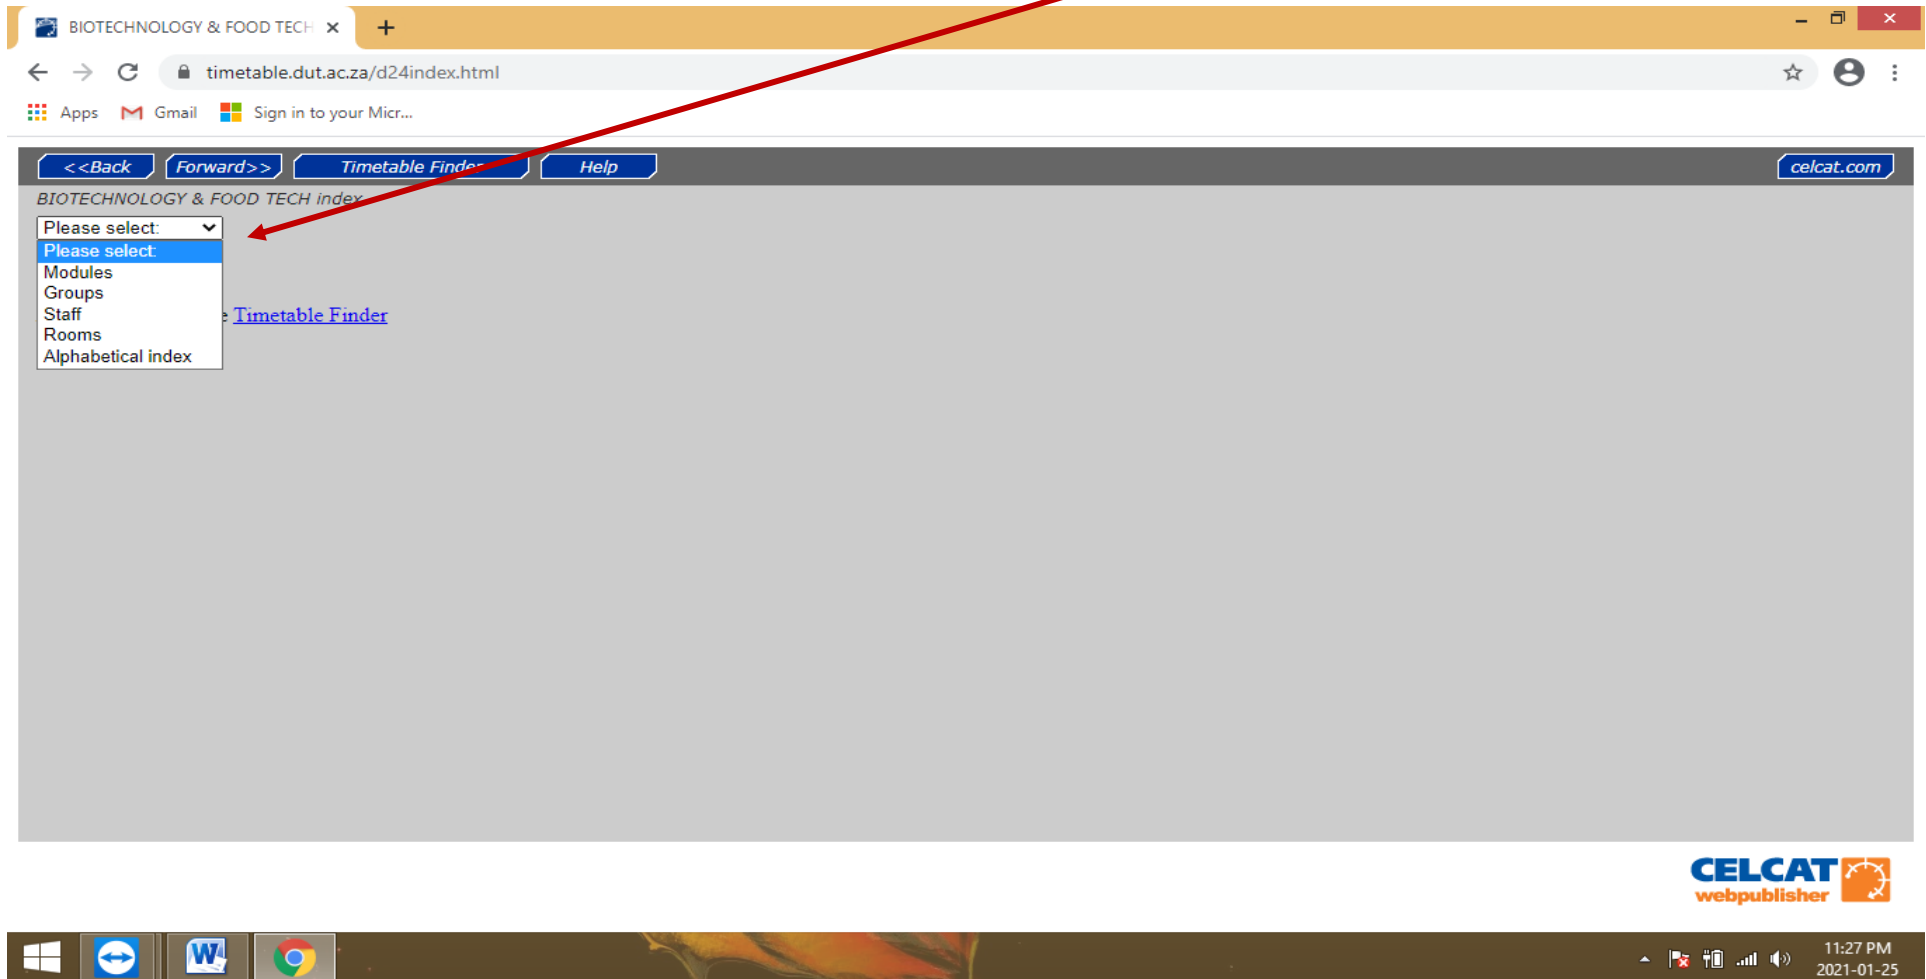 BIOTECHNOLOGY & FOOD TECH
timetable.dut.ac.za/d24index.html
Apps Gmail Sign in to your Micr...
<<Back Forward>> Timetable Finder Help celcat.com
BIOTECHNOLOGY & FOOD TECH index
Please select:
Please select:
Modules
Groups
Staff
Timetable Finder
Rooms
Alphabetical index
CELCAT
webpublisher
11:27 PM
2021-01-25